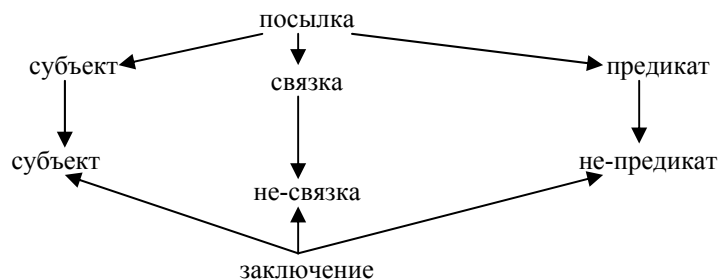 посылка
субъект связка предикат
субъект не-предикат
не-связка
заключение